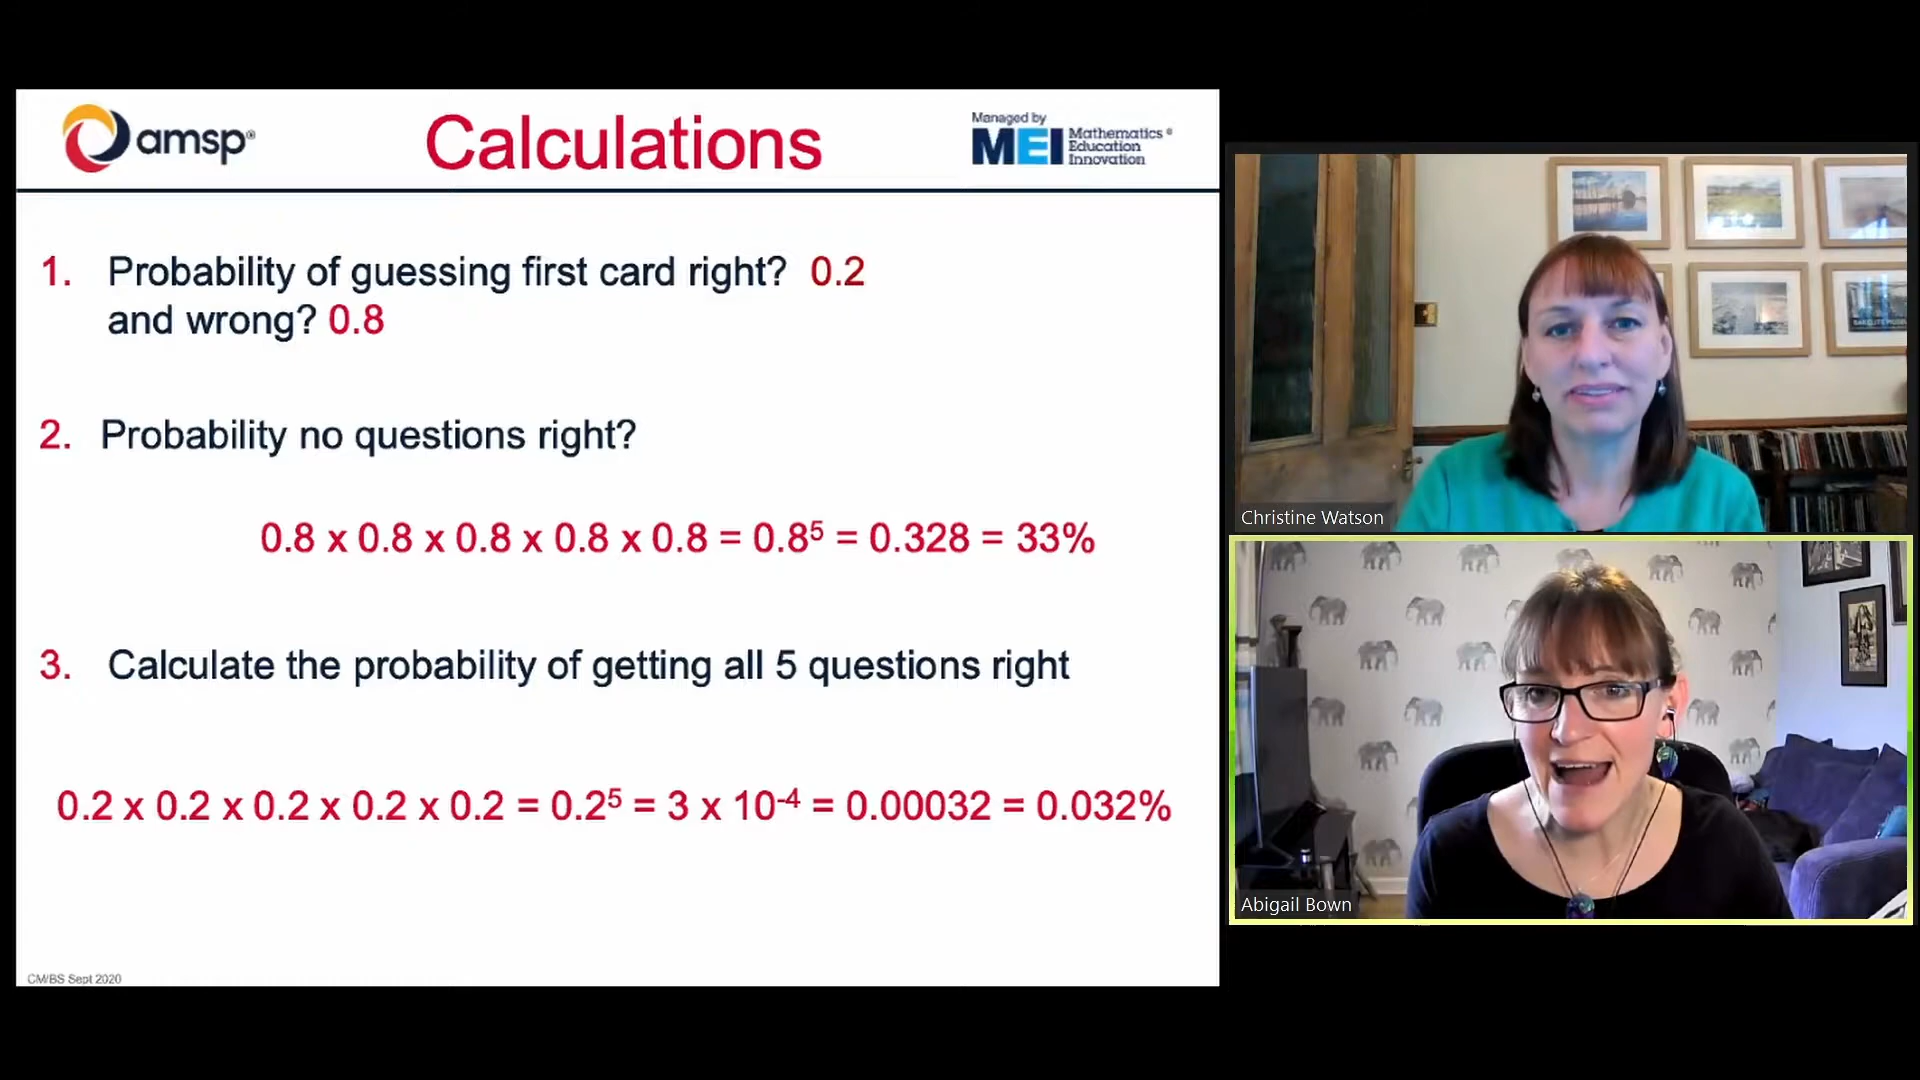 amsp®
Calculations
Managed by
MEI Mathematics ®
Education
Innovation
1. Probability of guessing first card right? 0.2
and wrong? 0.8
2. Probability no questions right?
0.8 x 0.8 x 0.8 x 0.8 x 0.8 = 0.8⁵ = 0.328 = 33%
3. Calculate the probability of getting all 5 questions right
0.2 x 0.2 x 0.2 x 0.2 x 0.2 = 0.2⁵ = 3 x 10⁻⁴ = 0.00032 = 0.032%
CM/BS Sept 2020
Christine Watson
Abigail Bown